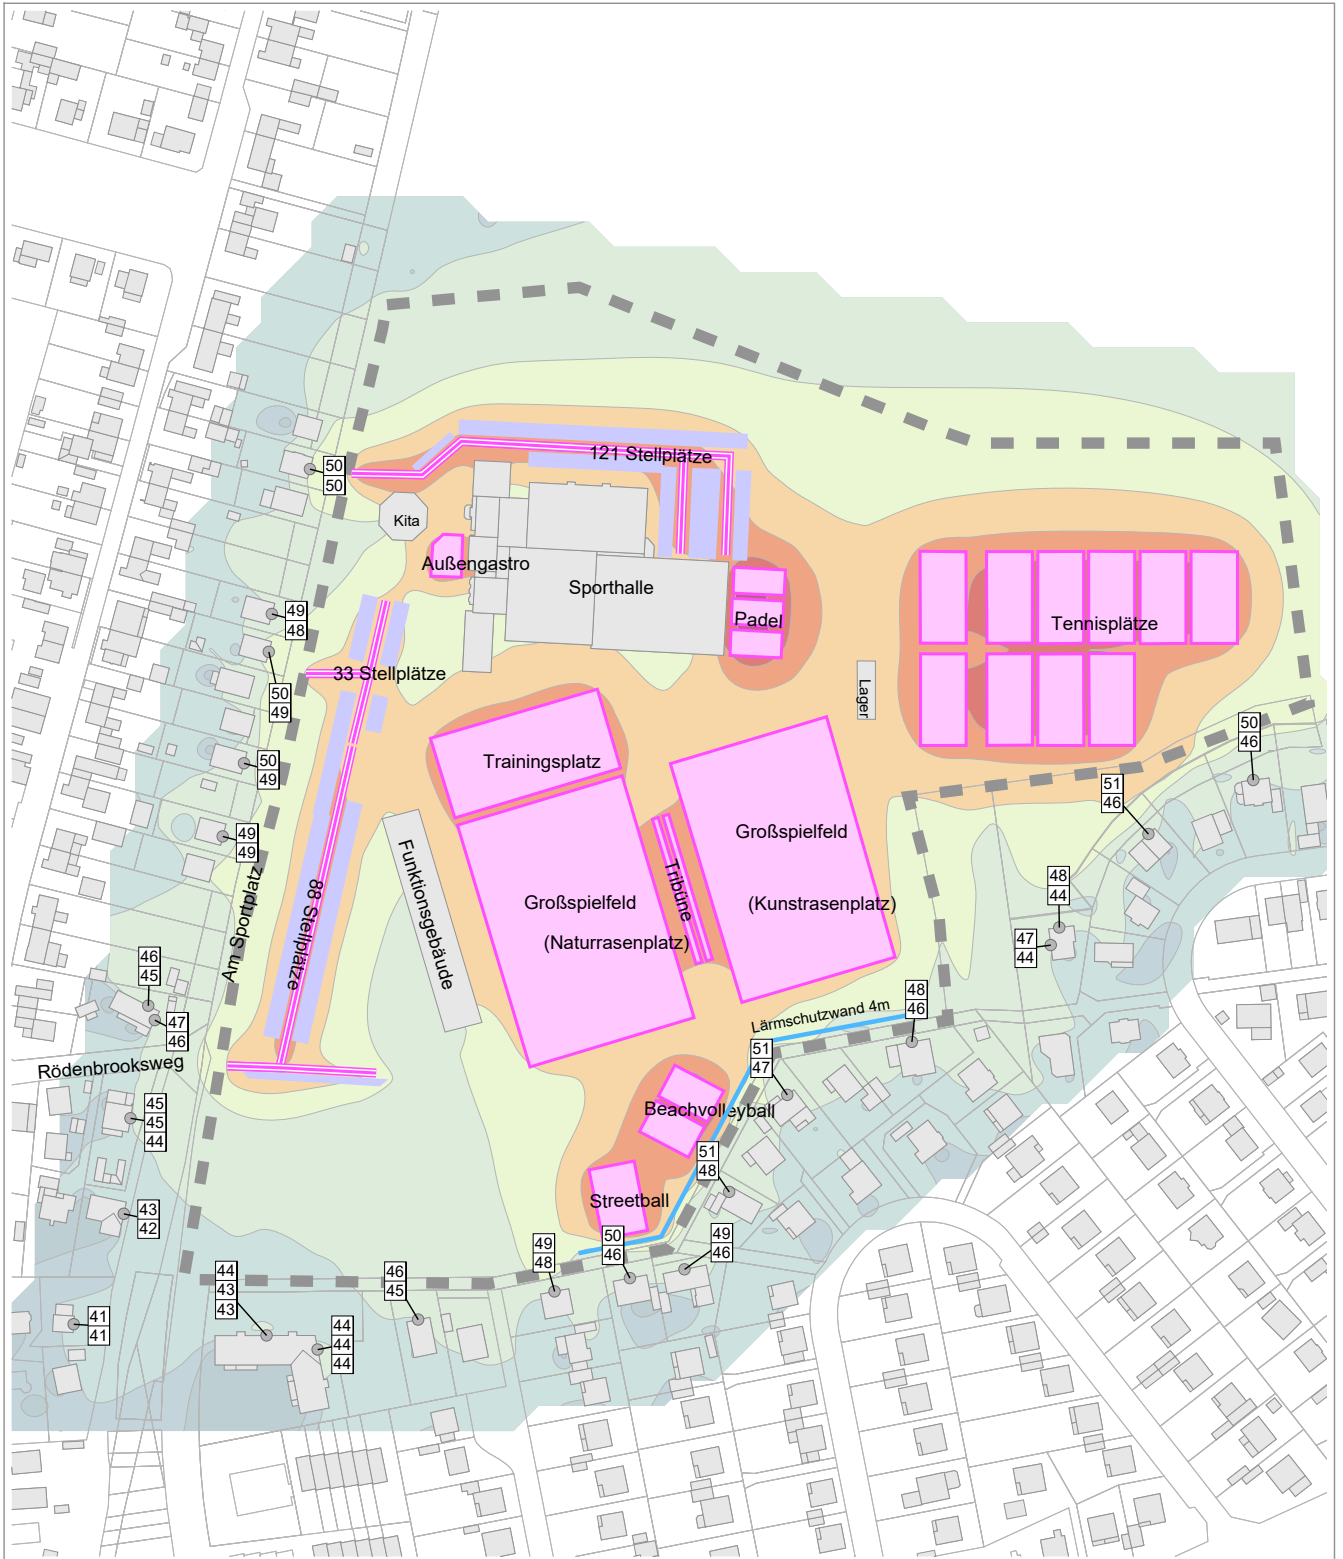 121 Stellplätze
50
50
Kita
Außengastro
Sporthalle
Padel
Tennisplätze
49
48
33 Stellplätze
50
49
Lager
50
46
Trainingsplatz
50
49
51
46
49
49
Großspielfeld
(Kunstrasenplatz)
Funktionsgebäude
Tribüne
Großspielfeld
(Naturrasenplatz)
88 Stellplätze
Am Sportplatz
48
44
47
44
46
45
47
46
48
46
Lärmschutzwand 4m
51
47
Rödenbrooksweg
45
45
44
Beachvolleyball
51
48
Streetball
43
42
50
46
49
46
49
48
44
43
43
46
45
41
41
44
44
44